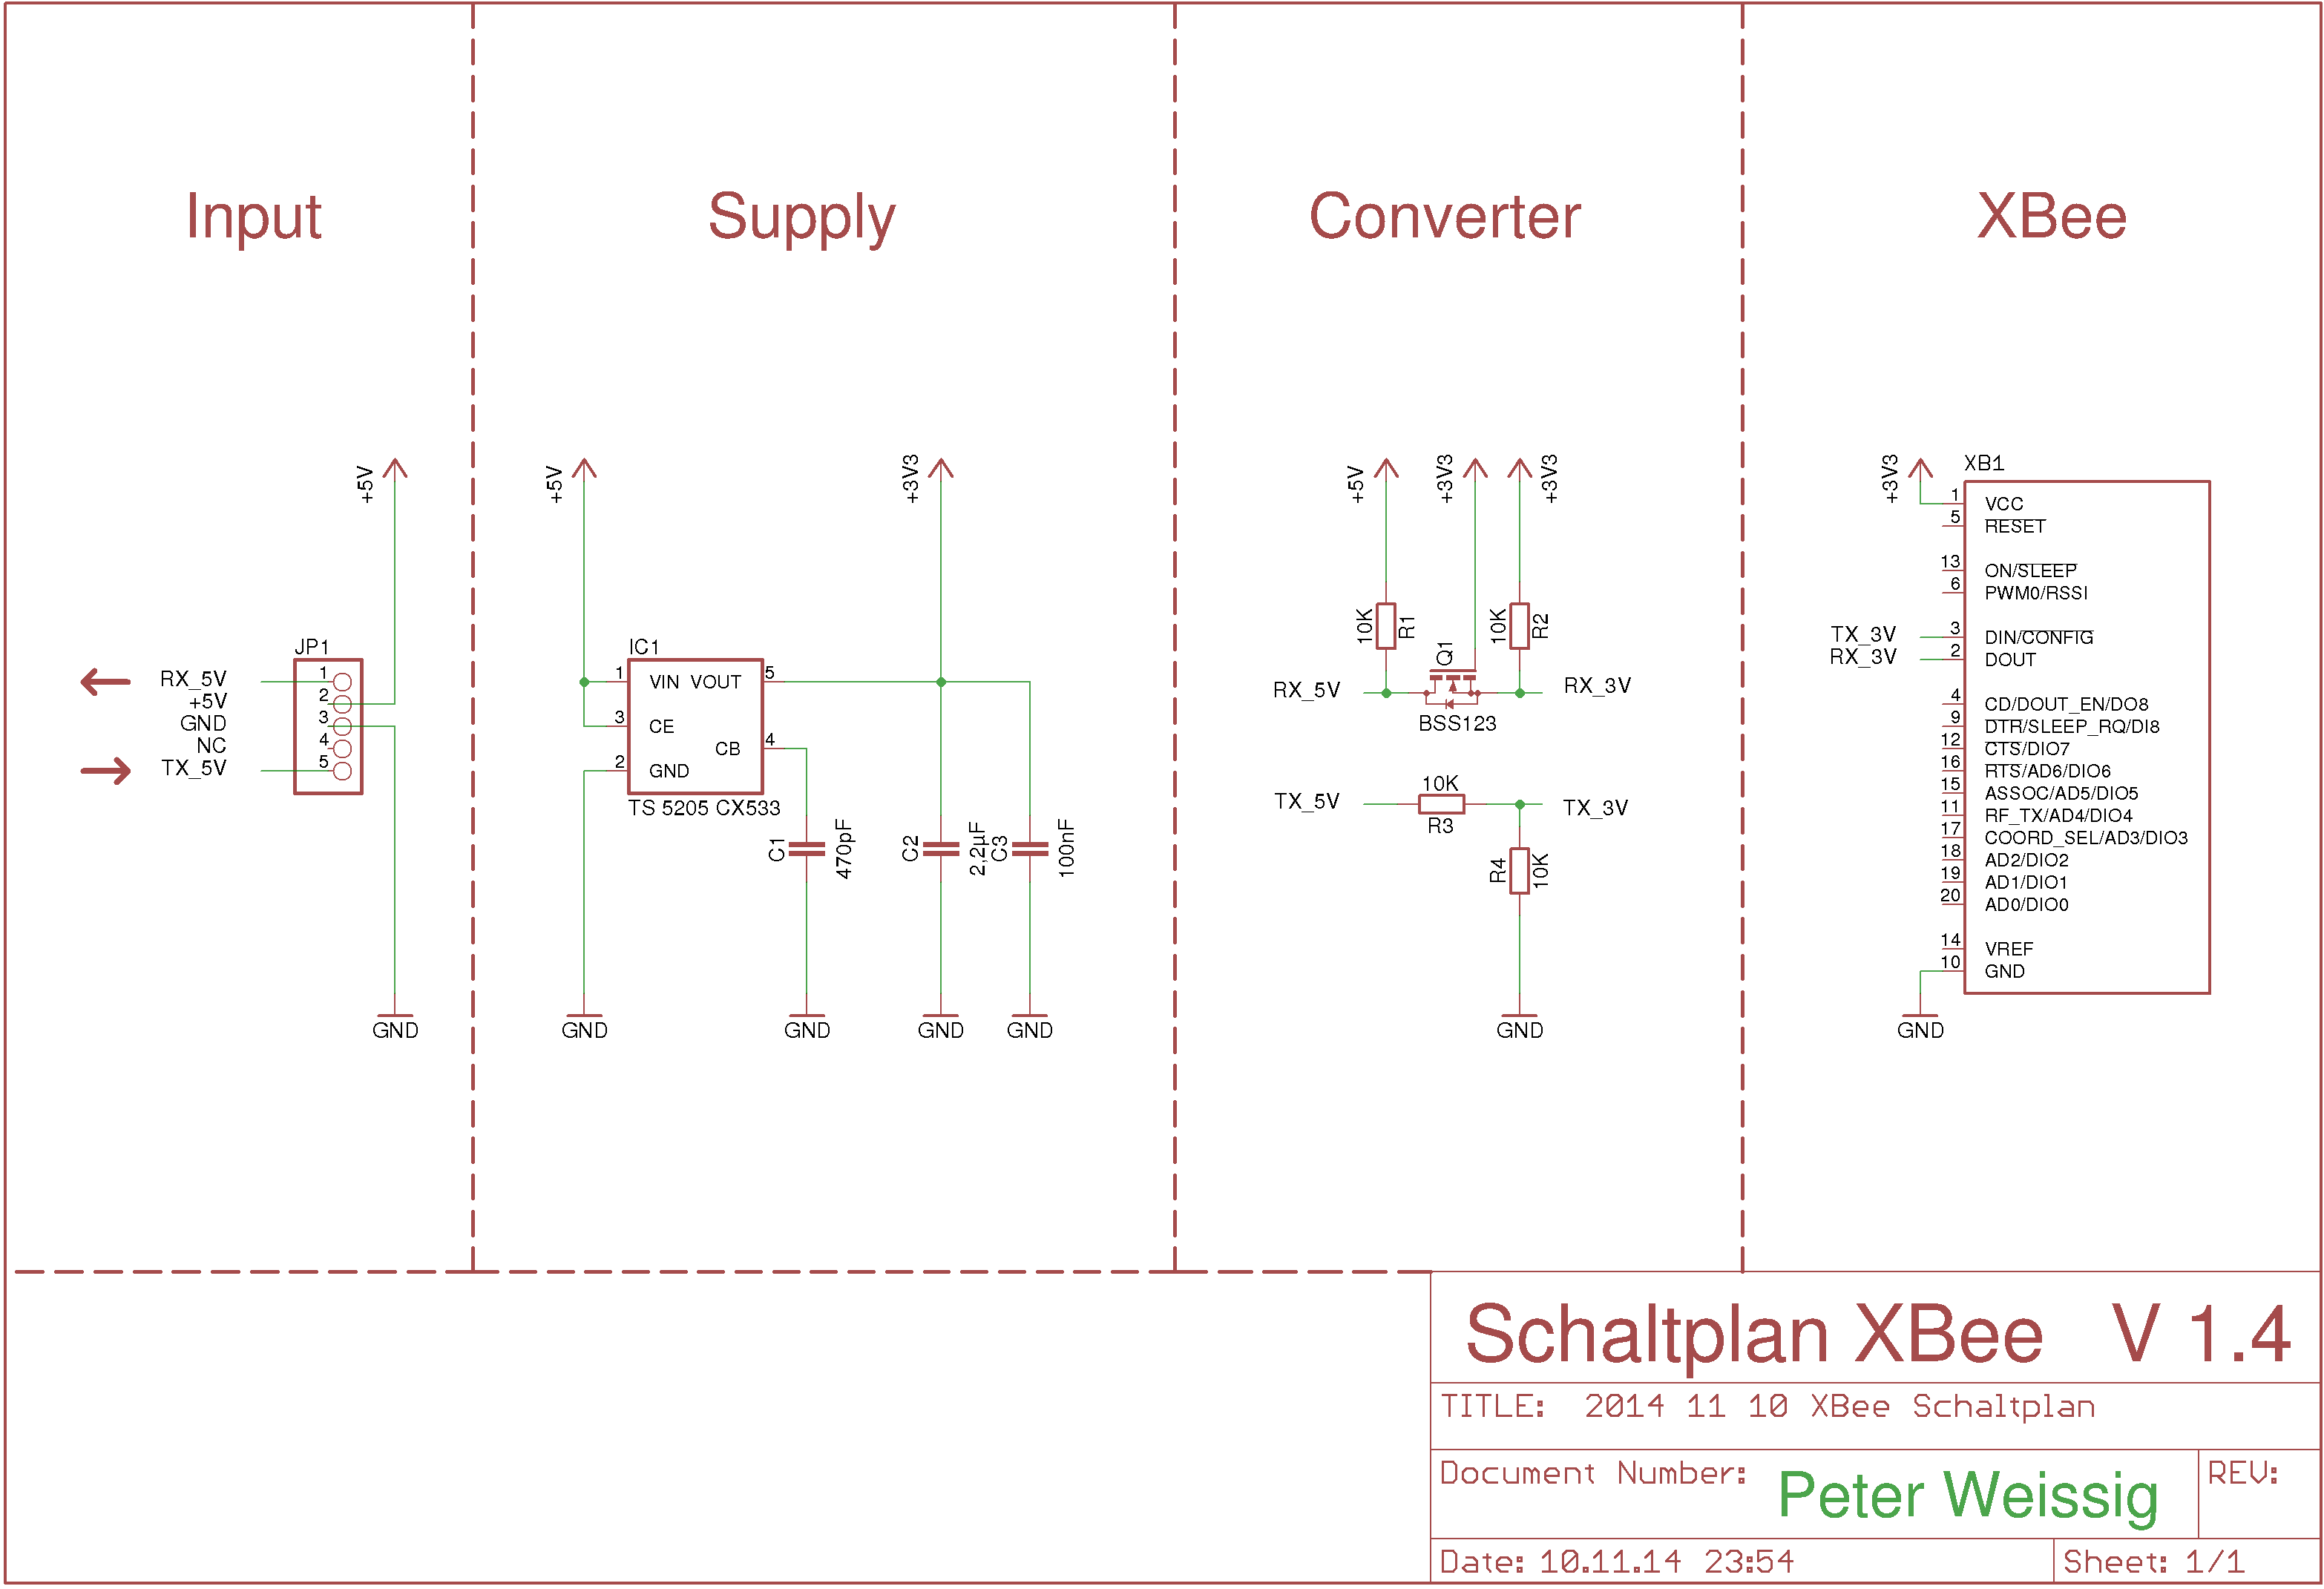 Input
Supply
Converter
XBee
+5V
JP1
RX_5V 1
+5V 2
GND 3
NC 4
TX_5V 5
GND
+5V
+3V3
IC1
1 VIN VOUT 5
3 CE
CB 4
2 GND
TS 5205 CX533
C1 470pF
C2 2,2µF
C3 100nF
GND
GND
GND
GND
+5V
+3V3
+3V3
10K R1
10K R2
Q1
RX_5V
RX_3V
BSS123
10K
TX_5V
TX_3V
R3
R4 10K
GND
+3V3
XB1
1 VCC
5 RESET
13 ON/SLEEP
6 PWM0/RSSI
TX_3V 3 DIN/CONFIG
RX_3V 2 DOUT
4 CD/DOUT_EN/DO8
9 DTR/SLEEP_RQ/DI8
12 CTS/DIO7
16 RTS/AD6/DIO6
15 ASSOC/AD5/DIO5
11 RF_TX/AD4/DIO4
17 COORD_SEL/AD3/DIO3
18 AD2/DIO2
19 AD1/DIO1
20 AD0/DIO0
14 VREF
10 GND
GND
Schaltplan XBee V 1.4
TITLE: 2014 11 10 XBee Schaltplan
Document Number: Peter Weissig
REV:
Date: 10.11.14 23:54
Sheet: 1/1